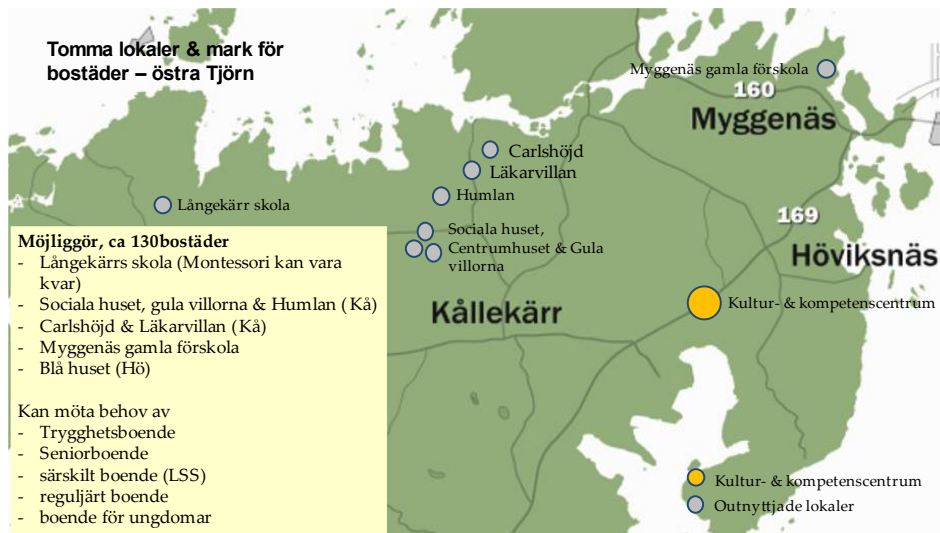 Tomma lokaler & mark för
bostäder – östra Tjörn
Myggenäs gamla förskola
160
Myggenäs
Carlshöjd
Läkarvillan
Humlan
Långekärr skola
169
Sociala huset,
Centrumhuset & Gula
villorna
Höviksnäs
Kållekärr
Kultur- & kompetenscentrum
Möjliggör, ca 130bostäder
- Långekärrs skola (Montessori kan vara
kvar)
- Sociala huset, gula villorna & Humlan ( Kå)
- Carlshöjd & Läkarvillan (Kå)
- Myggenäs gamla förskola
- Blå huset (Hö)
Kan möta behov av
- Trygghetsboende
- Seniorboende
- särskilt boende (LSS)
- reguljärt boende
- boende för ungdomar
Kultur- & kompetenscentrum
Outnyttjade lokaler